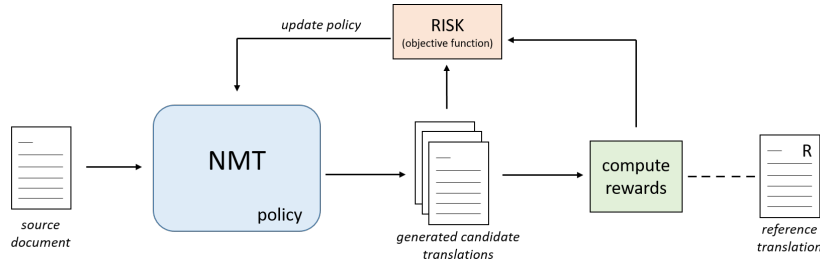 update policy
RISK
(objective function)
NMT
policy
source
document
generated candidate
translations
compute
rewards
R
reference
translation